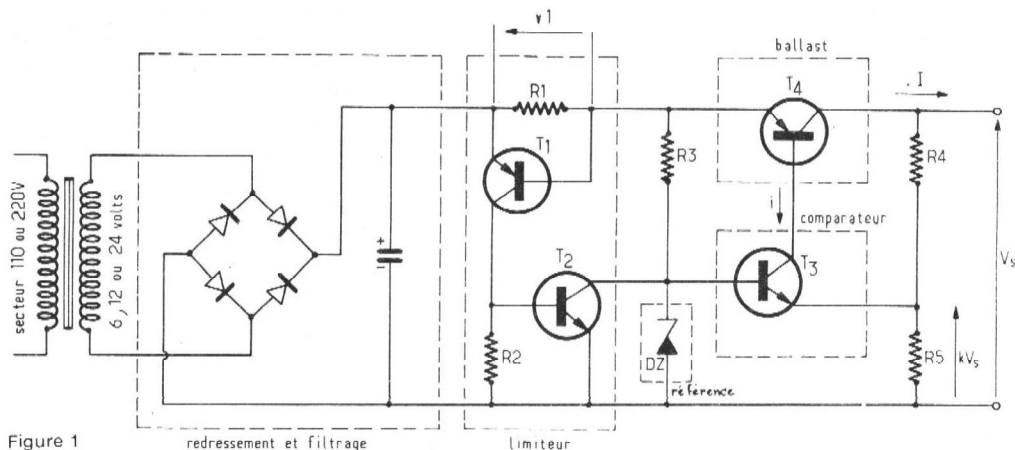 v1
ballast
R1
T4
, I
T1
R3
R4
secteur 110 ou 220V
6 , 12 ou 24 volts
+
-
i
comparateur
T2
T3
Vs
R2
DZ
R5
kVs
référence
Figure 1
redressement et filtrage
limiteur